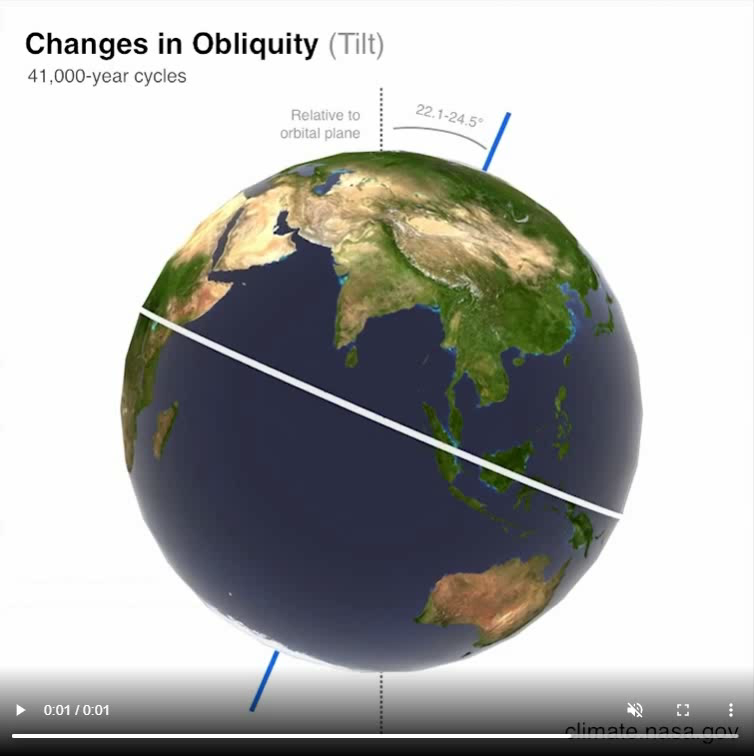 Changes in Obliquity (Tilt)
41,000-year cycles
Relative to
orbital plane
22.1-24.5°
0:01 / 0:01
climate.nasa.gov